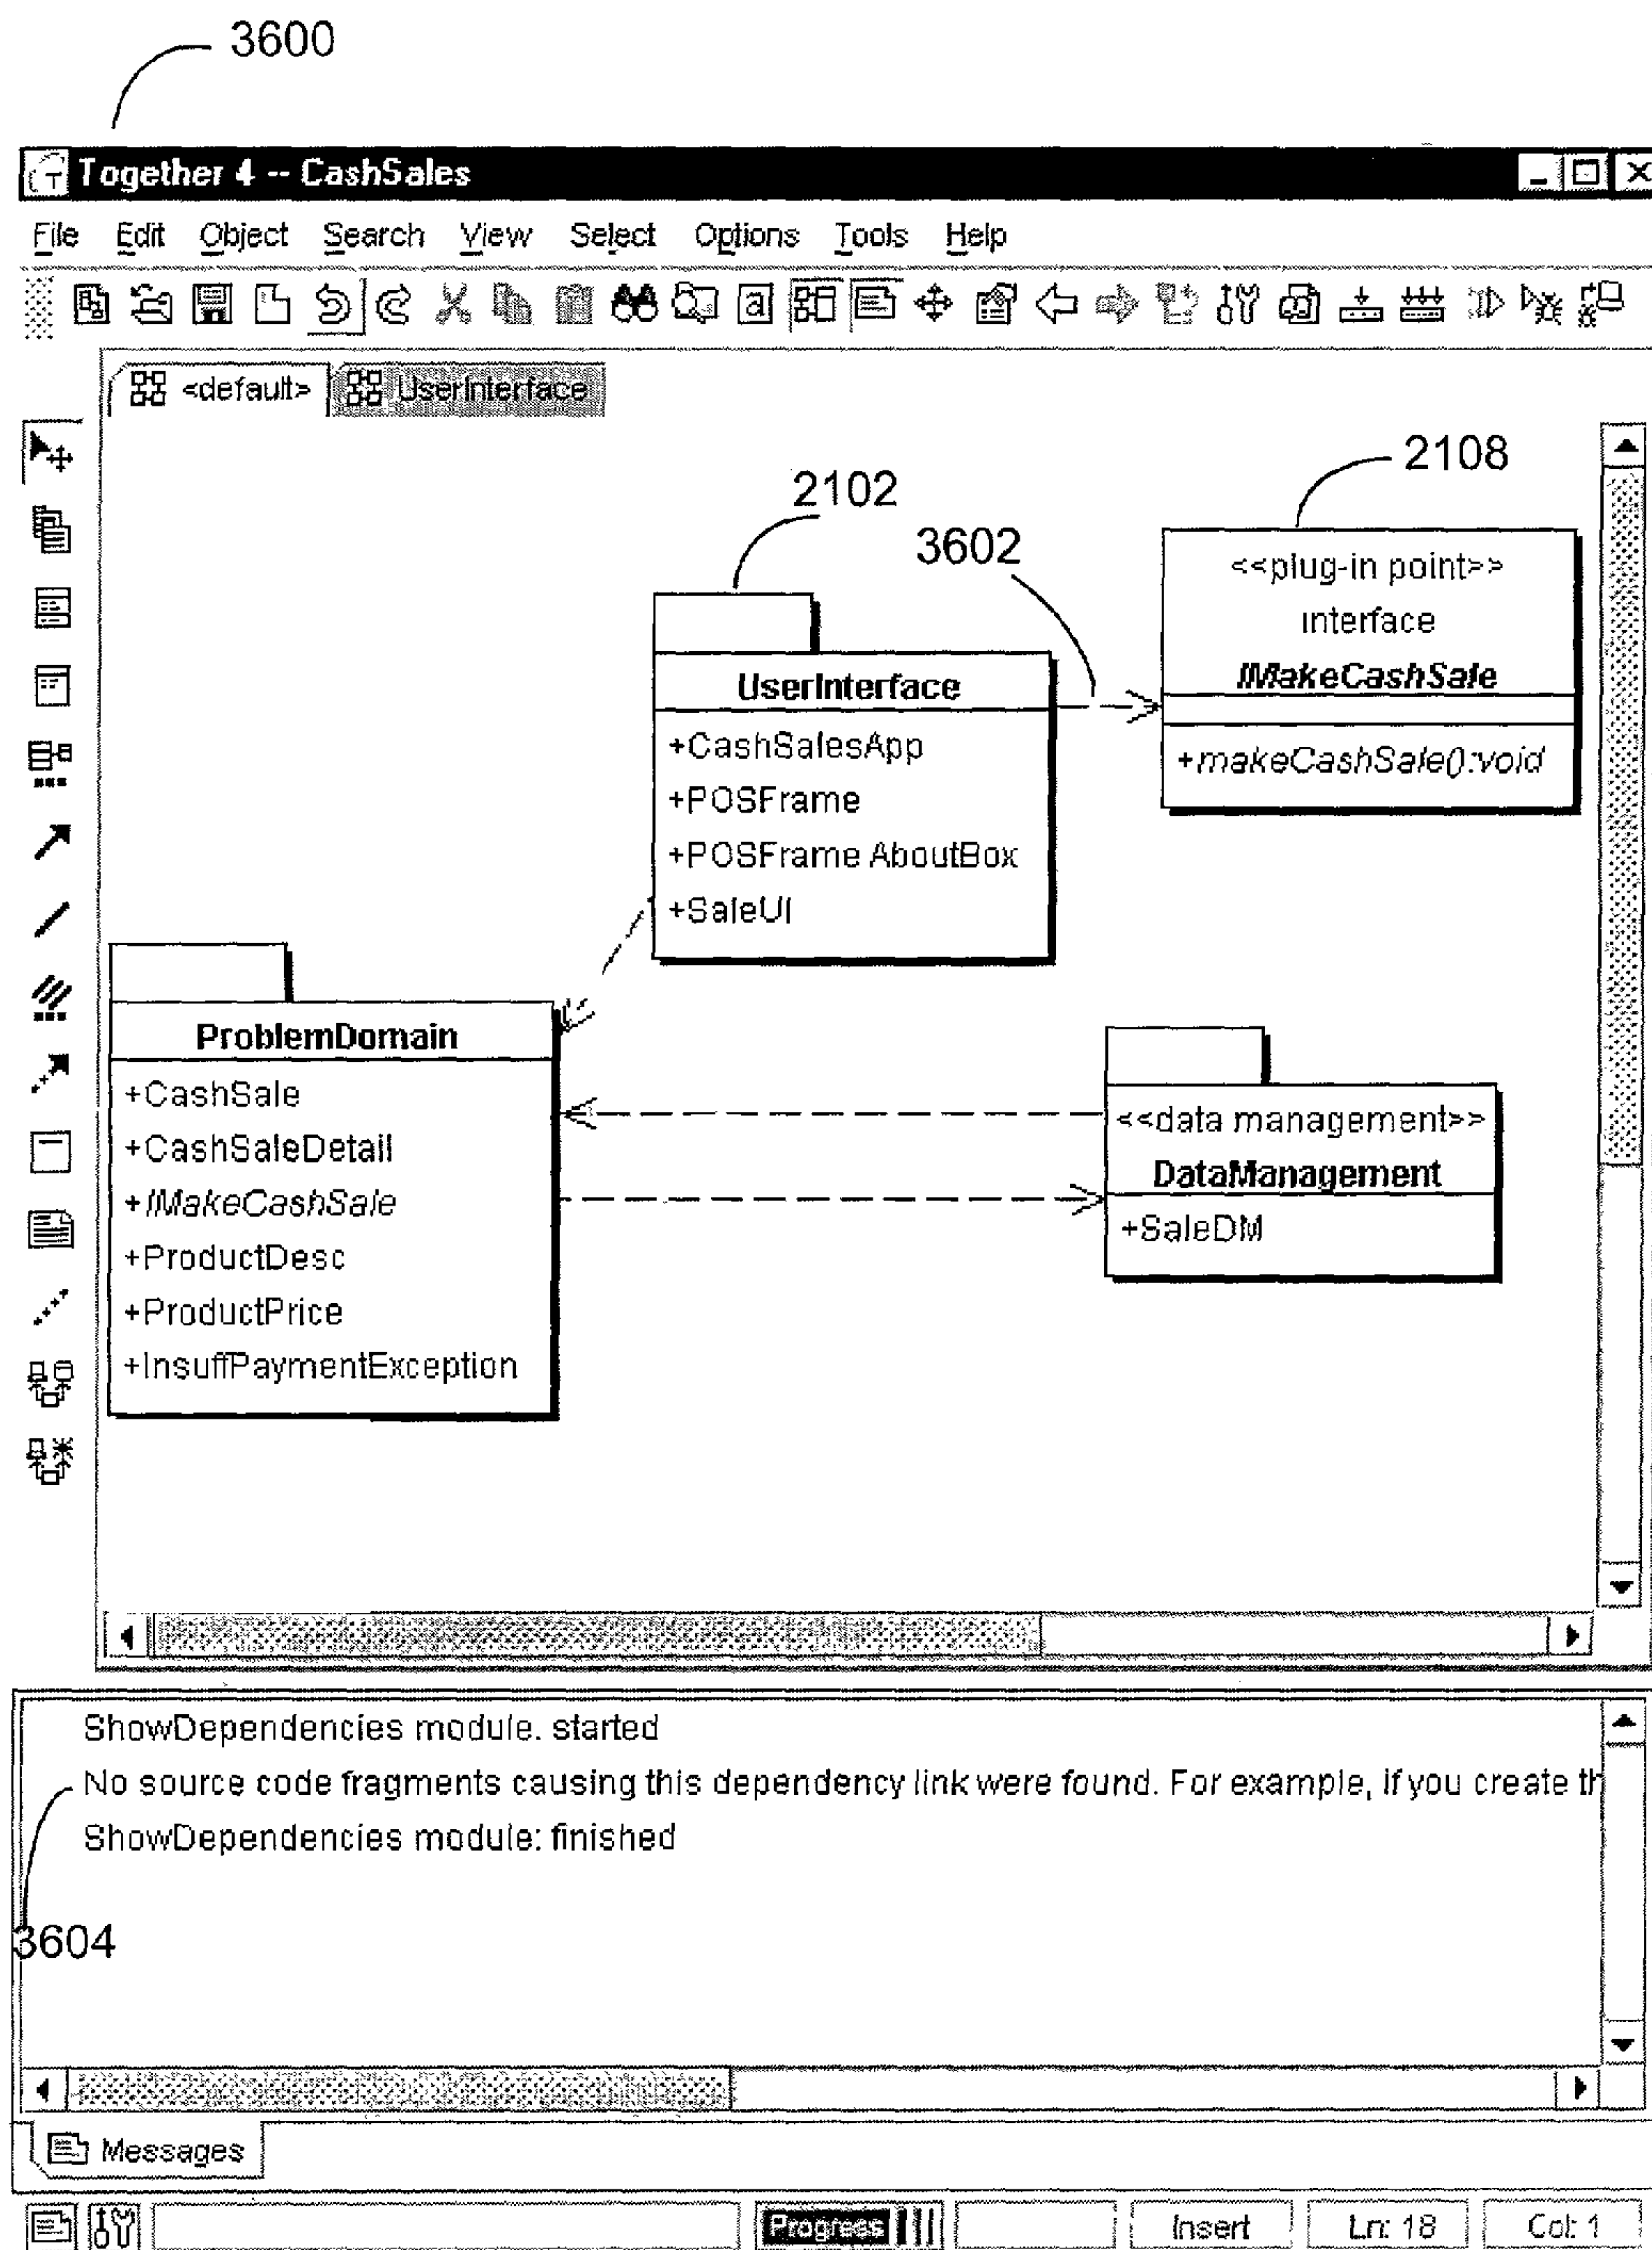 3600
Together 4 -- CashSales
File Edit Object Search View Select Options Tools Help
<default> UserInterface
2108
2102
3602
<<plug-in point>>
interface
IMakeCashSale
+makeCashSale():void
UserInterface
+CashSalesApp
+POSFrame
+POSFrame AboutBox
+SaleUI
ProblemDomain
+CashSale
+CashSaleDetail
+IMakeCashSale
+ProductDesc
+ProductPrice
+InsuffPaymentException
<<data management>>
DataManagement
+SaleDM
ShowDependencies module. started
No source code fragments causing this dependency link were found. For example, if you create th
ShowDependencies module: finished
3604
Messages
Progress Insert Ln: 18 Col: 1